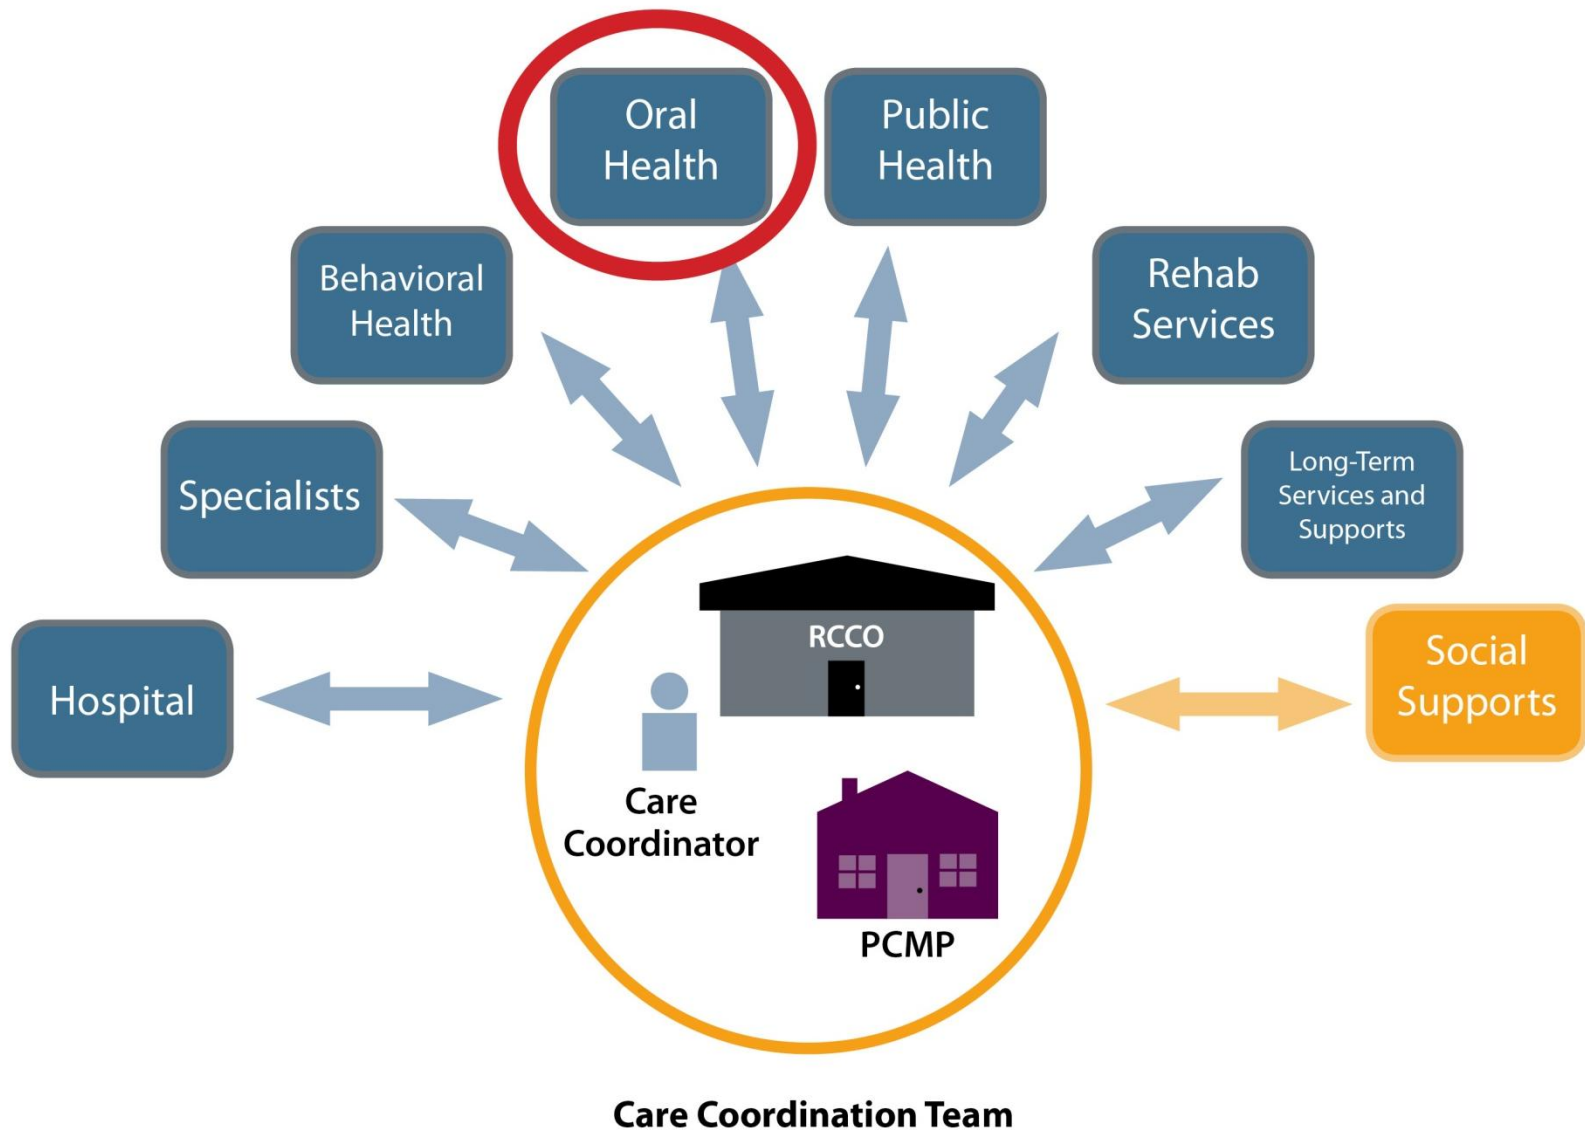 Oral
Health
Public
Health
Behavioral
Health
Rehab
Services
Specialists
Long-Term
Services and
Supports
Hospital
Social
Supports
RCCO
Care
Coordinator
PCMP
Care Coordination Team